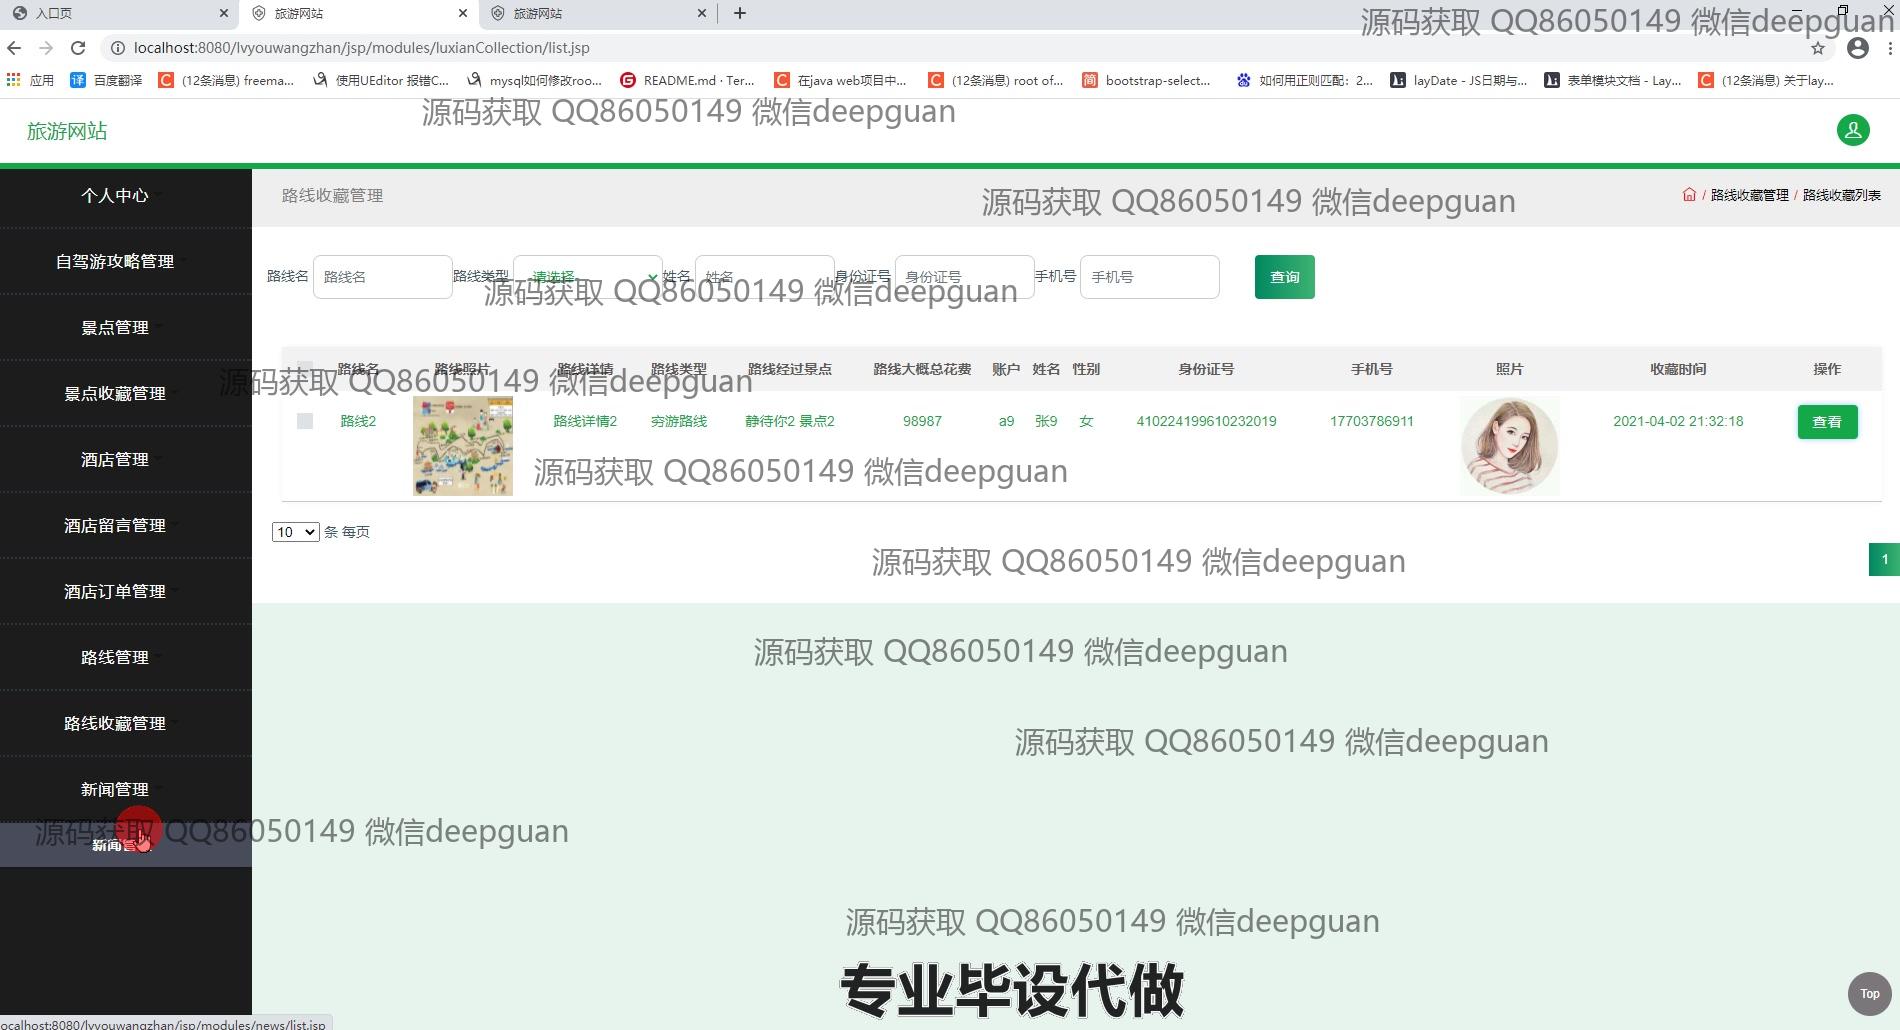 入口页
旅游网站
旅游网站
源码获取 QQ86050149 微信deepguan
localhost:8080/lvyouwangzhan/jsp/modules/luxianCollection/list.jsp
应用
百度翻译
(12条消息) freema...
使用UEditor 报错C...
mysql如何修改roo...
README.md · Ter...
在java web项目中...
(12条消息) root of...
bootstrap-select...
如何用正则匹配：2...
layDate - JS日期与...
表单模块文档 - Lay...
(12条消息) 关于lay...
源码获取 QQ86050149 微信deepguan
旅游网站
个人中心
路线收藏管理
源码获取 QQ86050149 微信deepguan
/ 路线收藏管理 / 路线收藏列表
自驾游攻略管理
景点管理
景点收藏管理
酒店管理
酒店留言管理
酒店订单管理
路线管理
路线收藏管理
新闻管理
新闻管理
路线名 路线名 路线类型 请选择 姓名 姓名 身份证号 身份证号 手机号 手机号 查询
源码获取 QQ86050149 微信deepguan
路线名 路线照片 路线详情 路线类型 路线经过景点 路线大概总花费 账户 姓名 性别 身份证号 手机号 照片 收藏时间 操作
源码获取 QQ86050149 微信deepguan
路线2 路线详情2 穷游路线 静待你2 景点2 98987 a9 张9 女 410224199610232019 17703786911 2021-04-02 21:32:18 查看
源码获取 QQ86050149 微信deepguan
10 条 每页
源码获取 QQ86050149 微信deepguan
1
源码获取 QQ86050149 微信deepguan
源码获取 QQ86050149 微信deepguan
源码获取 QQ86050149 微信deepguan
源码获取 QQ86050149 微信deepguan
专业毕设代做
Top
ocalhost:8080/lvyouwangzhan/jsp/modules/news/list.jsp